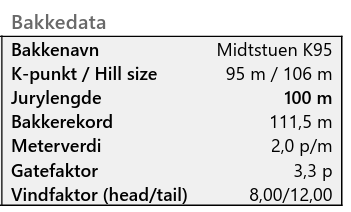 Bakkedata
Bakkenavn Midtstuen K95
K-punkt / Hill size 95 m / 106 m
Jurylengde 100 m
Bakkerekord 111,5 m
Meterverdi 2,0 p/m
Gatefaktor 3,3 p
Vindfaktor (head/tail) 8,00/12,00